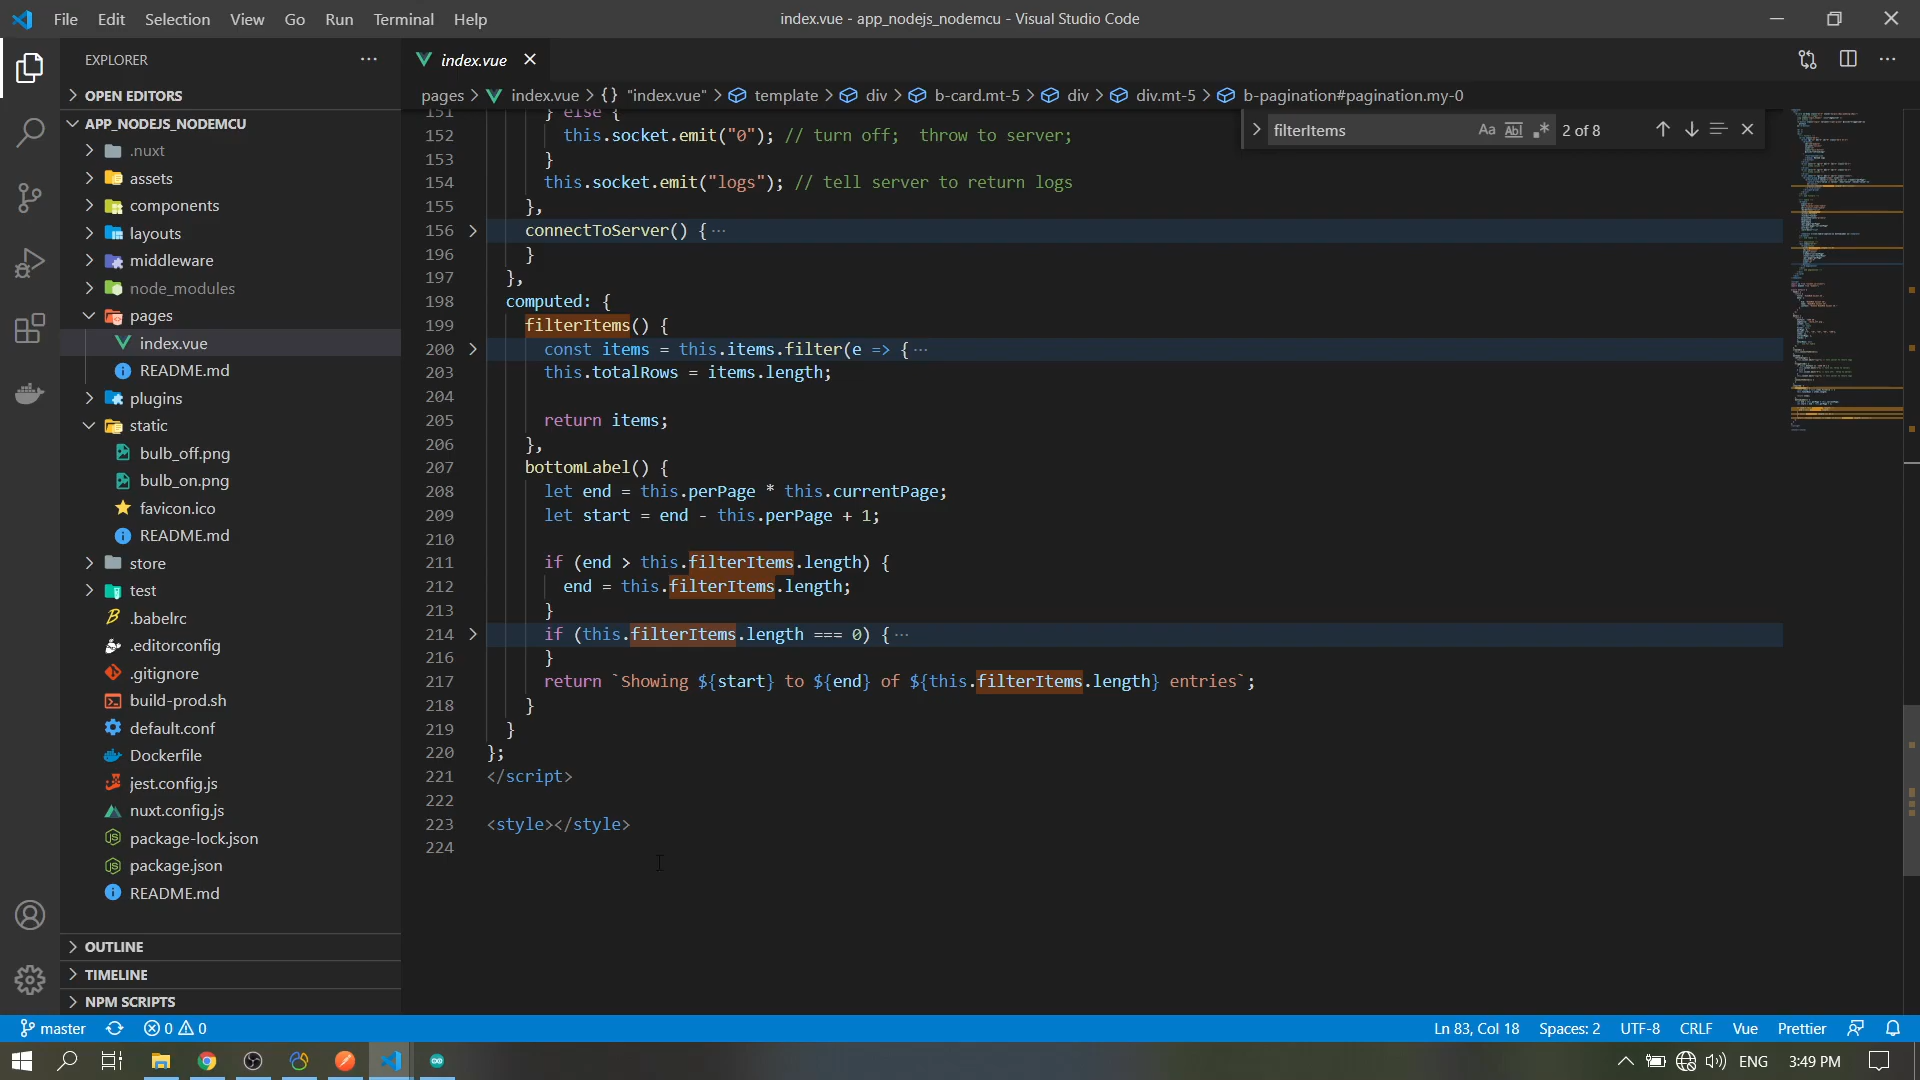 File Edit Selection View Go Run Terminal Help
index.vue - app_nodejs_nodemcu - Visual Studio Code
EXPLORER
OPEN EDITORS
APP_NODEJS_NODEMCU
.nuxt
assets
components
layouts
middleware
node_modules
pages
index.vue
README.md
plugins
static
bulb_off.png
bulb_on.png
favicon.ico
README.md
store
test
.babelrc
.editorconfig
.gitignore
build-prod.sh
default.conf
Dockerfile
jest.config.js
nuxt.config.js
package-lock.json
package.json
README.md
OUTLINE
TIMELINE
NPM SCRIPTS
index.vue
pages > index.vue > {} "index.vue" > template > div > b-card.mt-5 > div > div.mt-5 > b-pagination#pagination.my-0
filterItems Aa Abl .* 2 of 8
151 } else {
152 this.socket.emit("0"); // turn off;  throw to server;
153 }
154 this.socket.emit("logs"); // tell server to return logs
155 },
156 connectToServer() { ···
196 }
197 },
198 computed: {
199 filterItems() {
200 const items = this.items.filter(e => { ···
203 this.totalRows = items.length;
204
205 return items;
206 },
207 bottomLabel() {
208 let end = this.perPage * this.currentPage;
209 let start = end - this.perPage + 1;
210
211 if (end > this.filterItems.length) {
212 end = this.filterItems.length;
213 }
214 if (this.filterItems.length === 0) { ···
216 }
217 return `Showing ${start} to ${end} of ${this.filterItems.length} entries`;
218 }
219 }
220 };
221 </script>
222
223 <style></style>
224
master 0 0
Ln 83, Col 18 Spaces: 2 UTF-8 CRLF Vue Prettier
ENG 3:49 PM